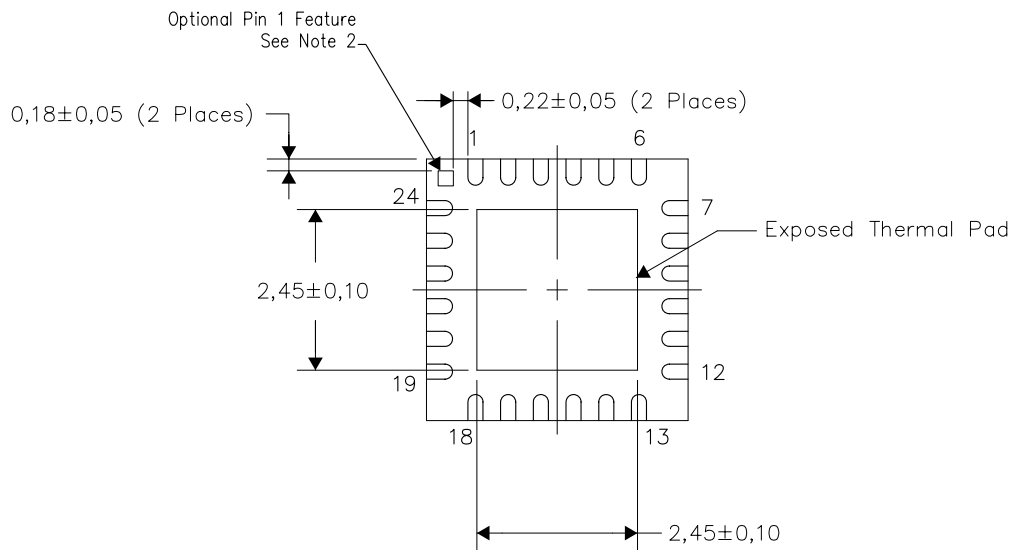 Optional Pin 1 Feature
See Note 2
0,18±0,05 (2 Places)
0,22±0,05 (2 Places)
1
6
24
7
Exposed Thermal Pad
2,45±0,10
19
12
18
13
2,45±0,10